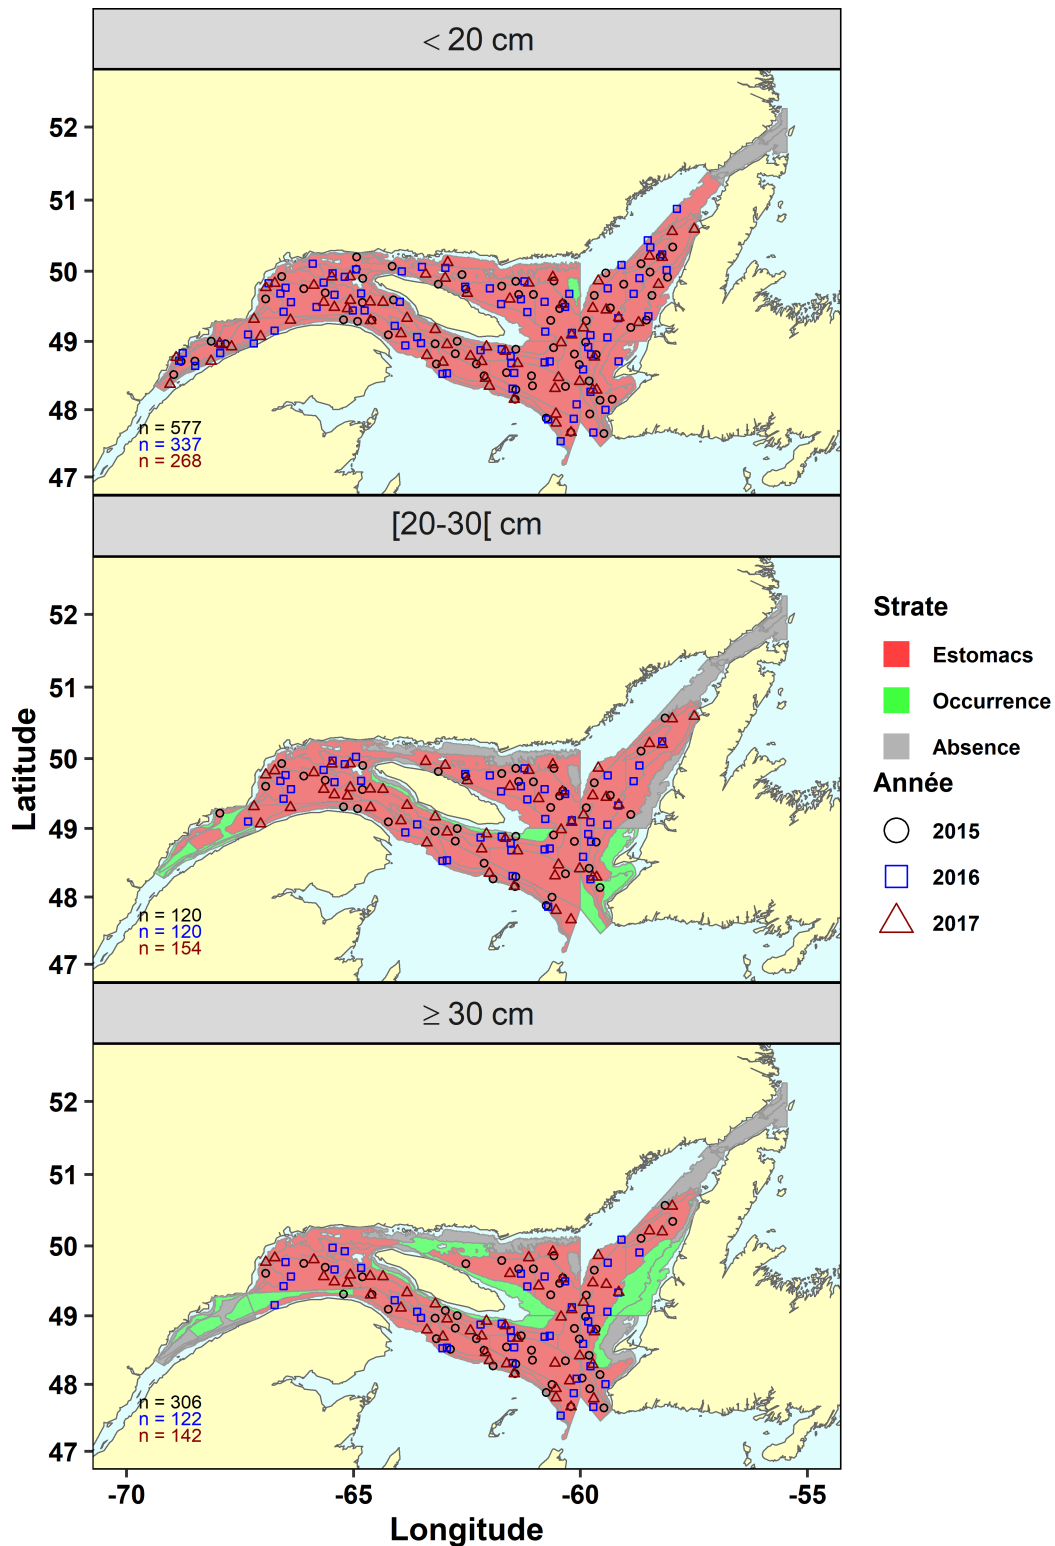 < 20 cm
52
51
50
49
48
47
n = 577
n = 337
n = 268
[20-30[ cm
52
51
50
49
48
47
n = 120
n = 120
n = 154
≥ 30 cm
52
51
50
49
48
47
n = 306
n = 122
n = 142
-70 -65 -60 -55
Longitude
Latitude
Strate
Estomacs
Occurrence
Absence
Année
2015
2016
2017